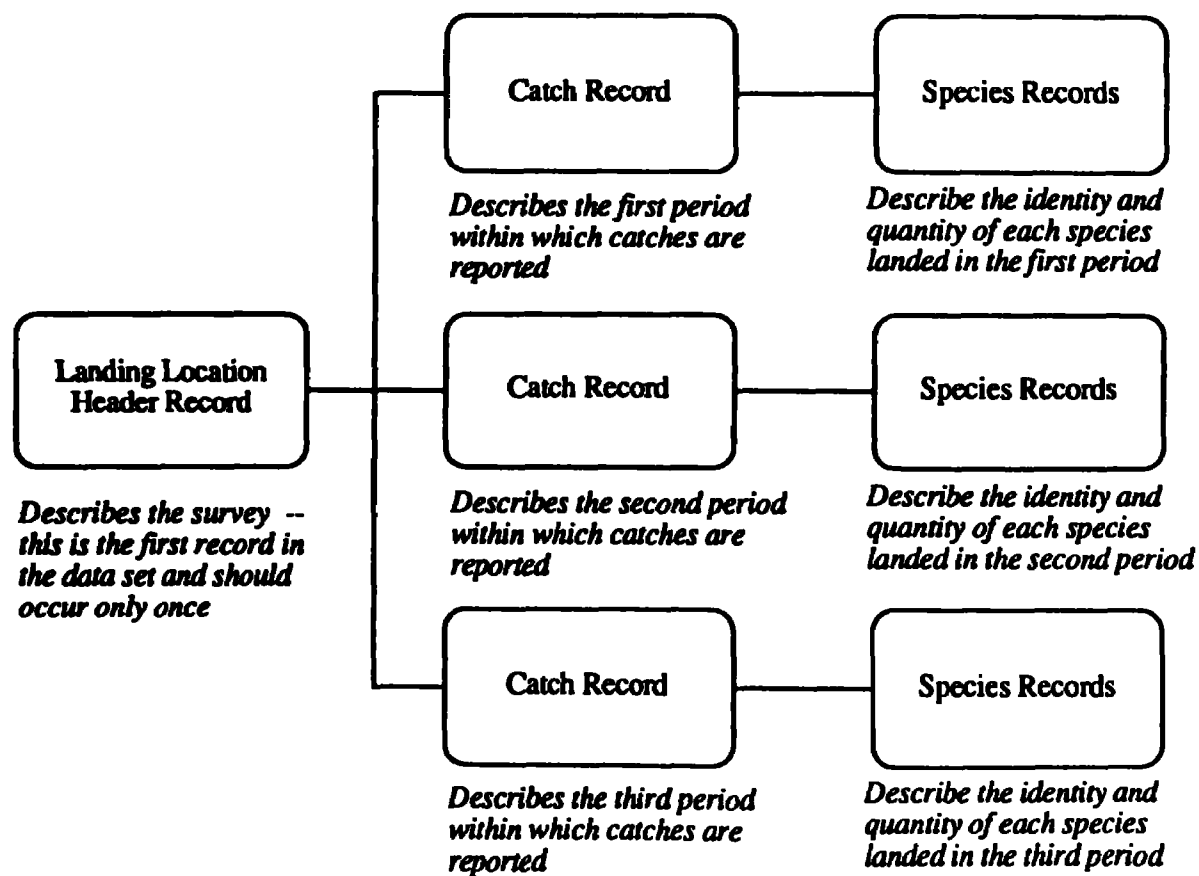 Catch Record
Species Records
Describes the first period
within which catches are
reported
Describe the identity and
quantity of each species
landed in the first period
Landing Location
Header Record
Catch Record
Species Records
Describes the survey --
this is the first record in
the data set and should
occur only once
Describes the second period
within which catches are
reported
Describe the identity and
quantity of each species
landed in the second period
Catch Record
Species Records
Describes the third period
within which catches are
reported
Describe the identity and
quantity of each species
landed in the third period